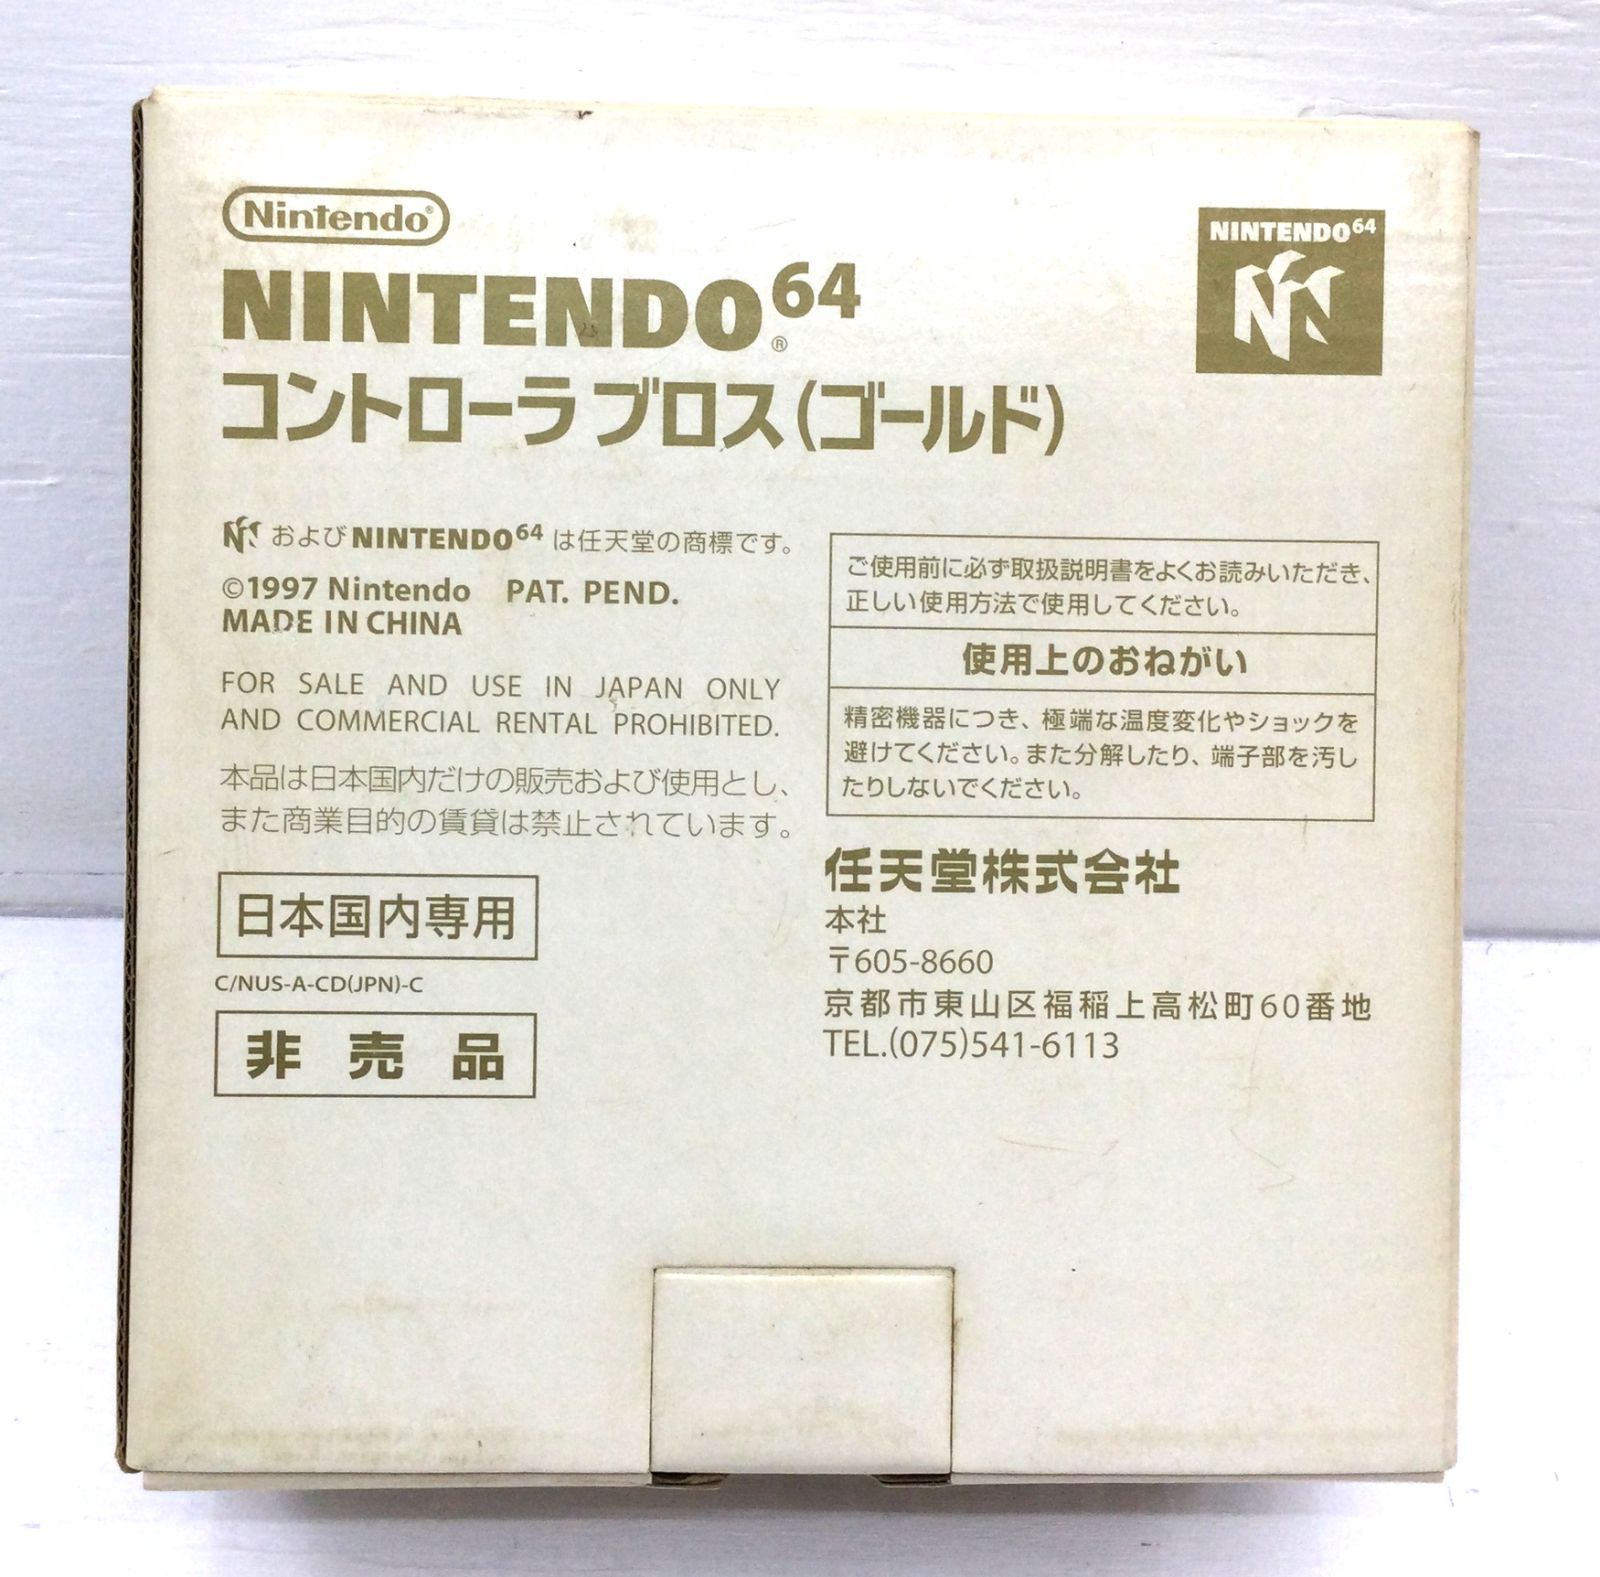 Nintendo®
NINTENDO64®
コントローラ ブロス(ゴールド)
NINTENDO64
および NINTENDO64 は任天堂の商標です。
©1997 Nintendo PAT. PEND.
MADE IN CHINA
FOR SALE AND USE IN JAPAN ONLY
AND COMMERCIAL RENTAL PROHIBITED.
本品は日本国内だけの販売および使用とし、
また商業目的の賃貸は禁止されています。
日本国内専用
C/NUS-A-CD(JPN)-C
非売品
ご使用前に必ず取扱説明書をよくお読みいただき、
正しい使用方法で使用してください。
使用上のおねがい
精密機器につき、極端な温度変化やショックを
避けてください。また分解したり、端子部を汚し
たりしないでください。
任天堂株式会社
本社
〒605-8660
京都市東山区福稲上高松町60番地
TEL.(075)541-6113